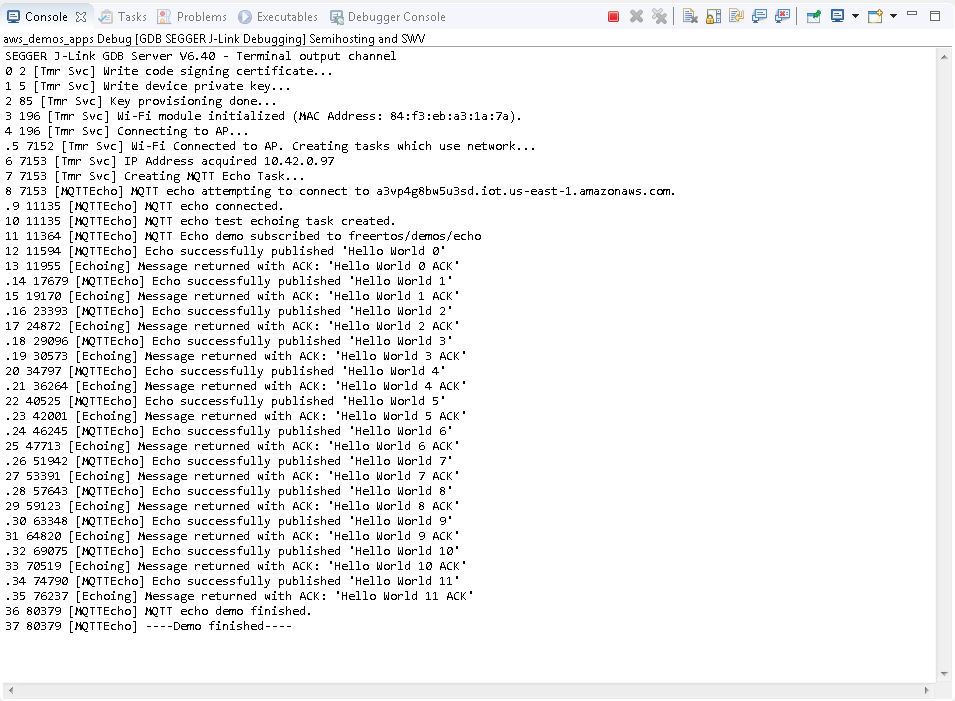 Console Tasks Problems Executables Debugger Console
aws_demos_apps Debug [GDB SEGGER J-Link Debugging] Semihosting and SWV
SEGGER J-Link GDB Server V6.40 - Terminal output channel
0 2 [Tmr Svc] Write code signing certificate...
1 5 [Tmr Svc] Write device private key...
2 85 [Tmr Svc] Key provisioning done...
3 196 [Tmr Svc] Wi-Fi module initialized (MAC Address: 84:f3:eb:a3:1a:7a).
4 196 [Tmr Svc] Connecting to AP...
.5 7152 [Tmr Svc] Wi-Fi Connected to AP. Creating tasks which use network...
6 7153 [Tmr Svc] IP Address acquired 10.42.0.97
7 7153 [Tmr Svc] Creating MQTT Echo Task...
8 7153 [MQTTEcho] MQTT echo attempting to connect to a3vp4g8bw5u3sd.iot.us-east-1.amazonaws.com.
.9 11135 [MQTTEcho] MQTT echo connected.
10 11135 [MQTTEcho] MQTT echo test echoing task created.
11 11364 [MQTTEcho] MQTT Echo demo subscribed to freertos/demos/echo
12 11594 [MQTTEcho] Echo successfully published 'Hello World 0'
13 11955 [Echoing] Message returned with ACK: 'Hello World 0 ACK'
.14 17679 [MQTTEcho] Echo successfully published 'Hello World 1'
15 19170 [Echoing] Message returned with ACK: 'Hello World 1 ACK'
.16 23393 [MQTTEcho] Echo successfully published 'Hello World 2'
17 24872 [Echoing] Message returned with ACK: 'Hello World 2 ACK'
.18 29096 [MQTTEcho] Echo successfully published 'Hello World 3'
.19 30573 [Echoing] Message returned with ACK: 'Hello World 3 ACK'
20 34797 [MQTTEcho] Echo successfully published 'Hello World 4'
.21 36264 [Echoing] Message returned with ACK: 'Hello World 4 ACK'
22 40525 [MQTTEcho] Echo successfully published 'Hello World 5'
.23 42001 [Echoing] Message returned with ACK: 'Hello World 5 ACK'
.24 46245 [MQTTEcho] Echo successfully published 'Hello World 6'
25 47713 [Echoing] Message returned with ACK: 'Hello World 6 ACK'
.26 51942 [MQTTEcho] Echo successfully published 'Hello World 7'
27 53391 [Echoing] Message returned with ACK: 'Hello World 7 ACK'
.28 57643 [MQTTEcho] Echo successfully published 'Hello World 8'
29 59123 [Echoing] Message returned with ACK: 'Hello World 8 ACK'
.30 63348 [MQTTEcho] Echo successfully published 'Hello World 9'
31 64820 [Echoing] Message returned with ACK: 'Hello World 9 ACK'
.32 69075 [MQTTEcho] Echo successfully published 'Hello World 10'
33 70519 [Echoing] Message returned with ACK: 'Hello World 10 ACK'
.34 74790 [MQTTEcho] Echo successfully published 'Hello World 11'
.35 76237 [Echoing] Message returned with ACK: 'Hello World 11 ACK'
36 80379 [MQTTEcho] MQTT echo demo finished.
37 80379 [MQTTEcho] ----Demo finished----